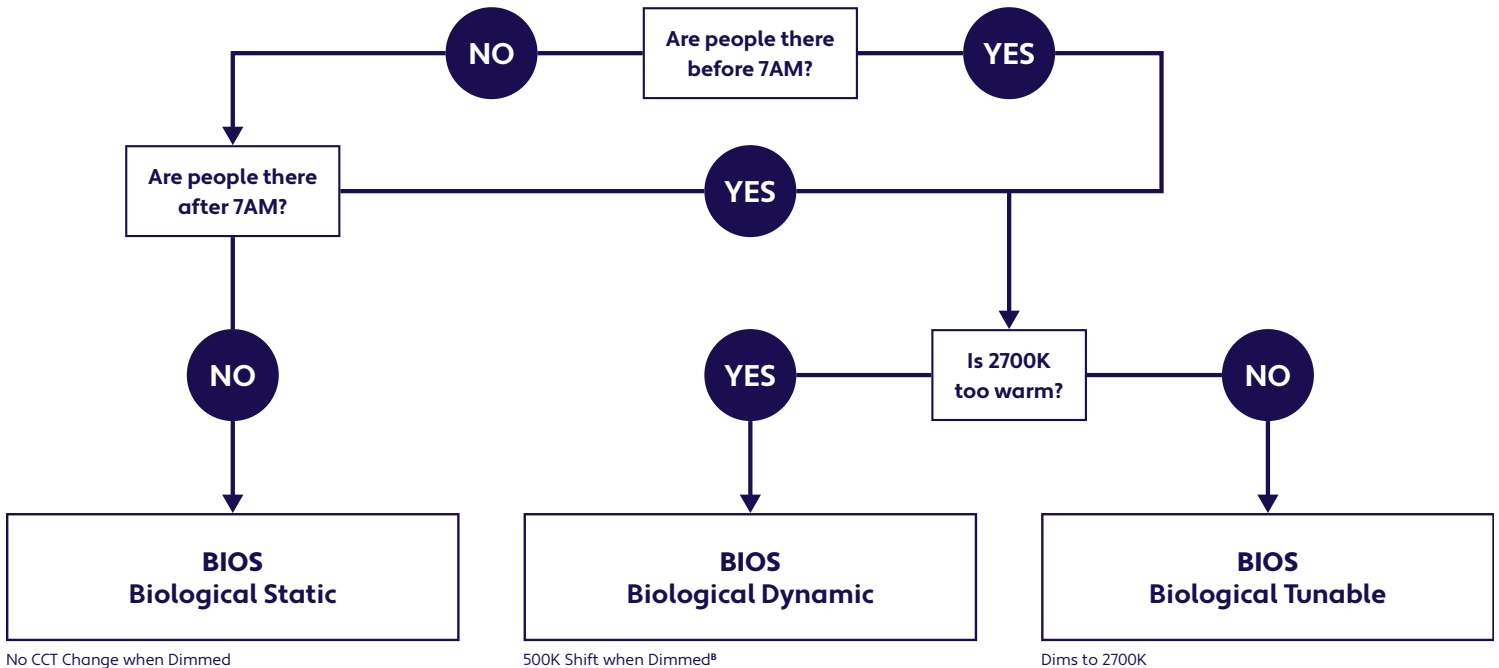 NO
Are people there
before 7AM?
YES
Are people there
after 7AM?
YES
NO
YES
Is 2700K
too warm?
NO
BIOS
Biological Static
BIOS
Biological Dynamic
BIOS
Biological Tunable
No CCT Change when Dimmed
500K Shift when Dimmedᴮ
Dims to 2700K